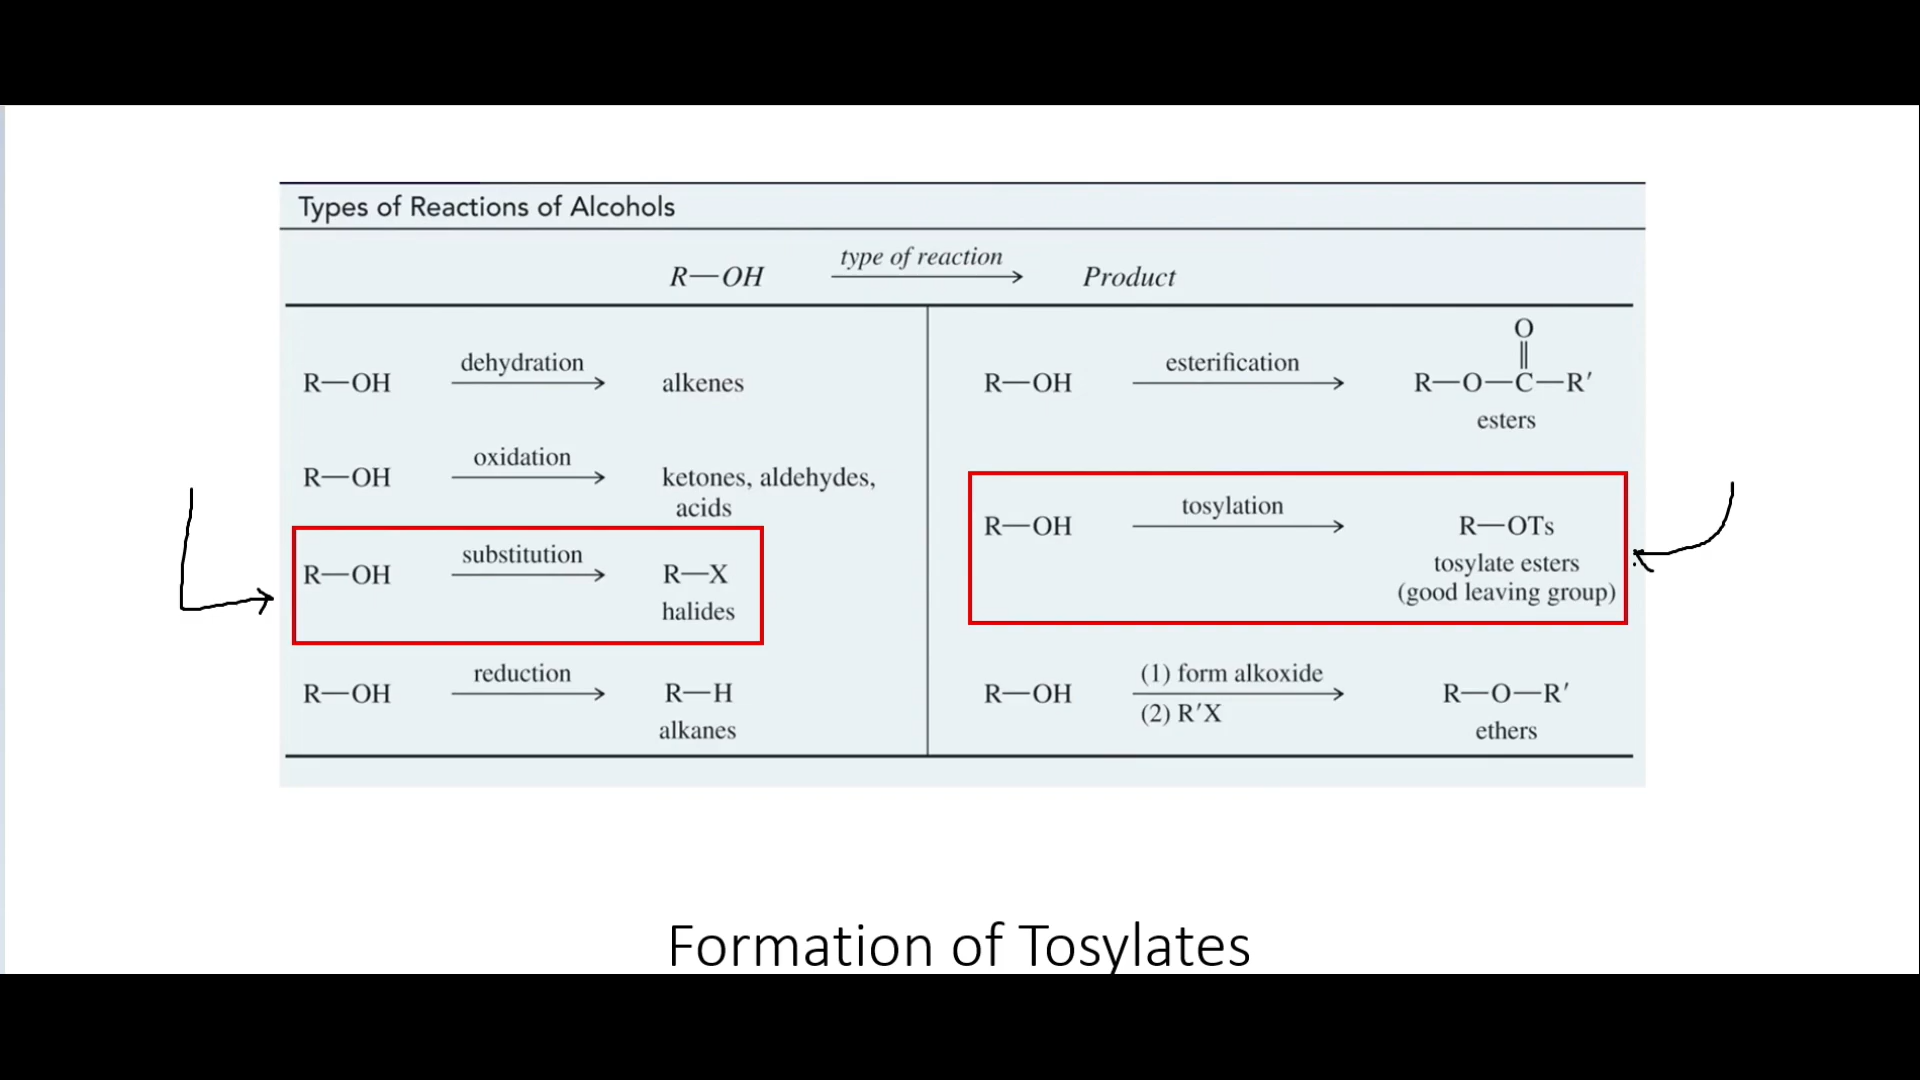 Types of Reactions of Alcohols
R—OH type of reaction Product
R—OH dehydration alkenes
R—OH oxidation ketones, aldehydes,
acids
R—OH substitution R—X
halides
R—OH reduction R—H
alkanes
O
R—OH esterification R—O—C—R′
esters
R—OH tosylation R—OTs
tosylate esters
(good leaving group)
R—OH (1) form alkoxide R—O—R′
(2) R′X
ethers
Formation of Tosylates